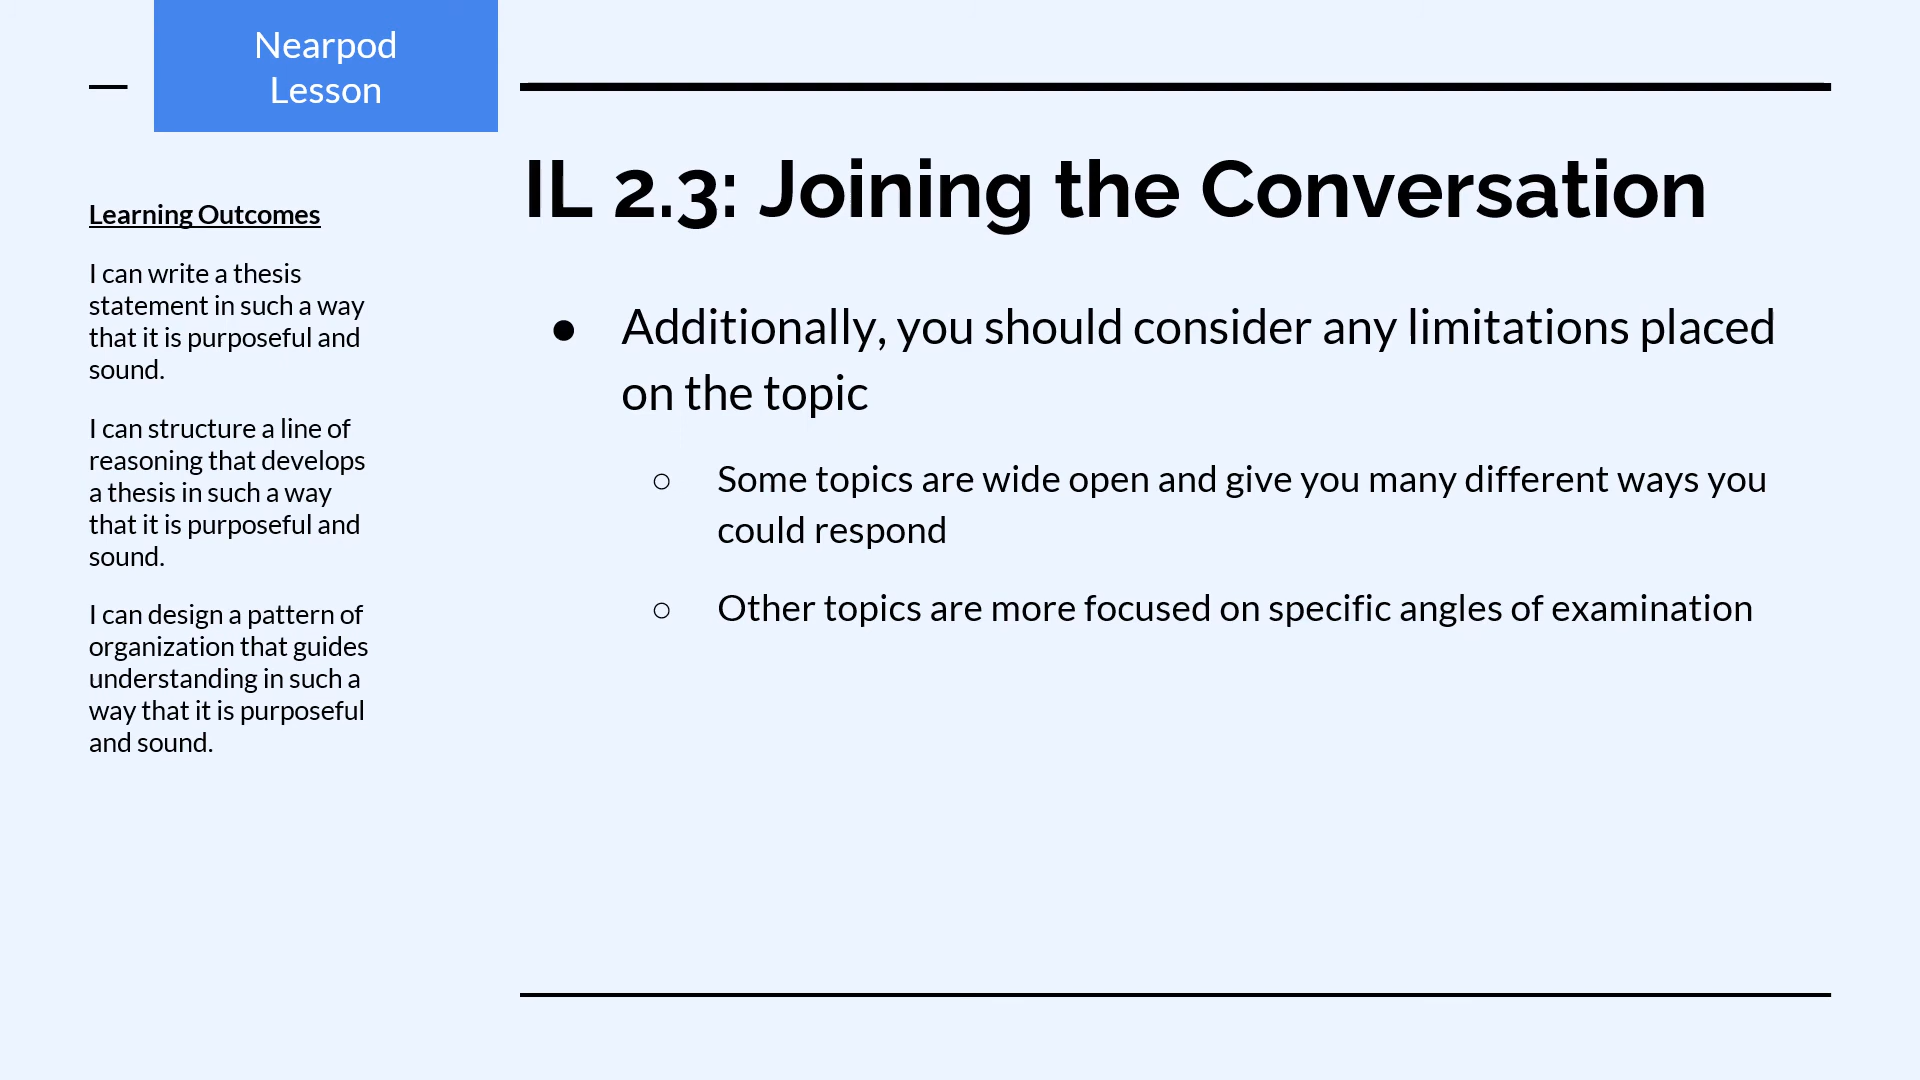 Nearpod
Lesson
IL 2.3: Joining the Conversation
Learning Outcomes
I can write a thesis
statement in such a way
that it is purposeful and
sound.
I can structure a line of
reasoning that develops
a thesis in such a way
that it is purposeful and
sound.
I can design a pattern of
organization that guides
understanding in such a
way that it is purposeful
and sound.
● Additionally, you should consider any limitations placed
on the topic
○ Some topics are wide open and give you many different ways you
could respond
○ Other topics are more focused on specific angles of examination